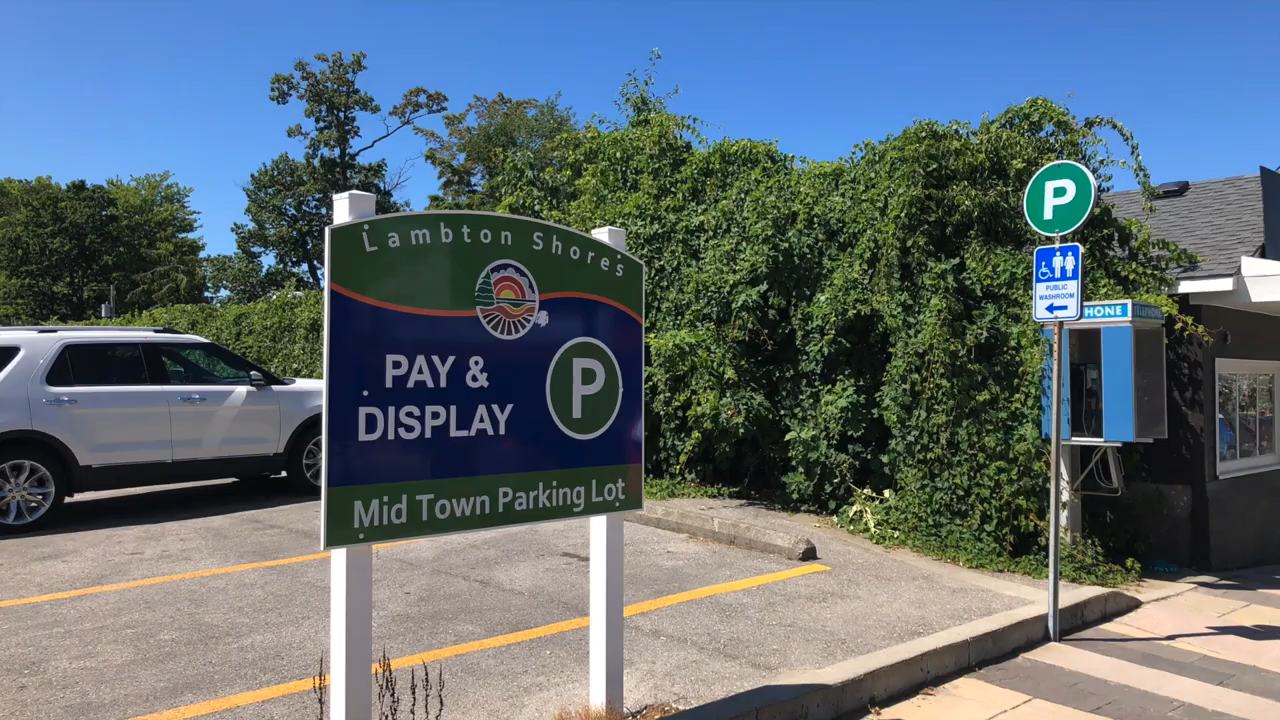 Lambton Shores
PAY &
DISPLAY
P
Mid Town Parking Lot
P
PUBLIC
WASHROOM
HONE